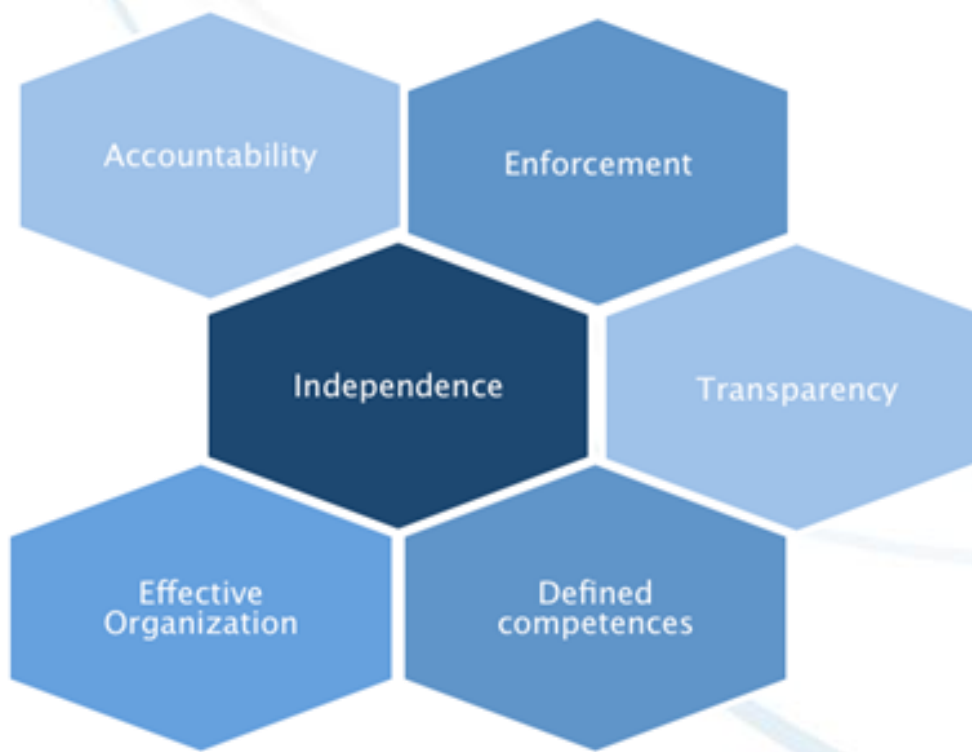 Accountability
Enforcement
Independence
Transparency
Effective
Organization
Defined
competences